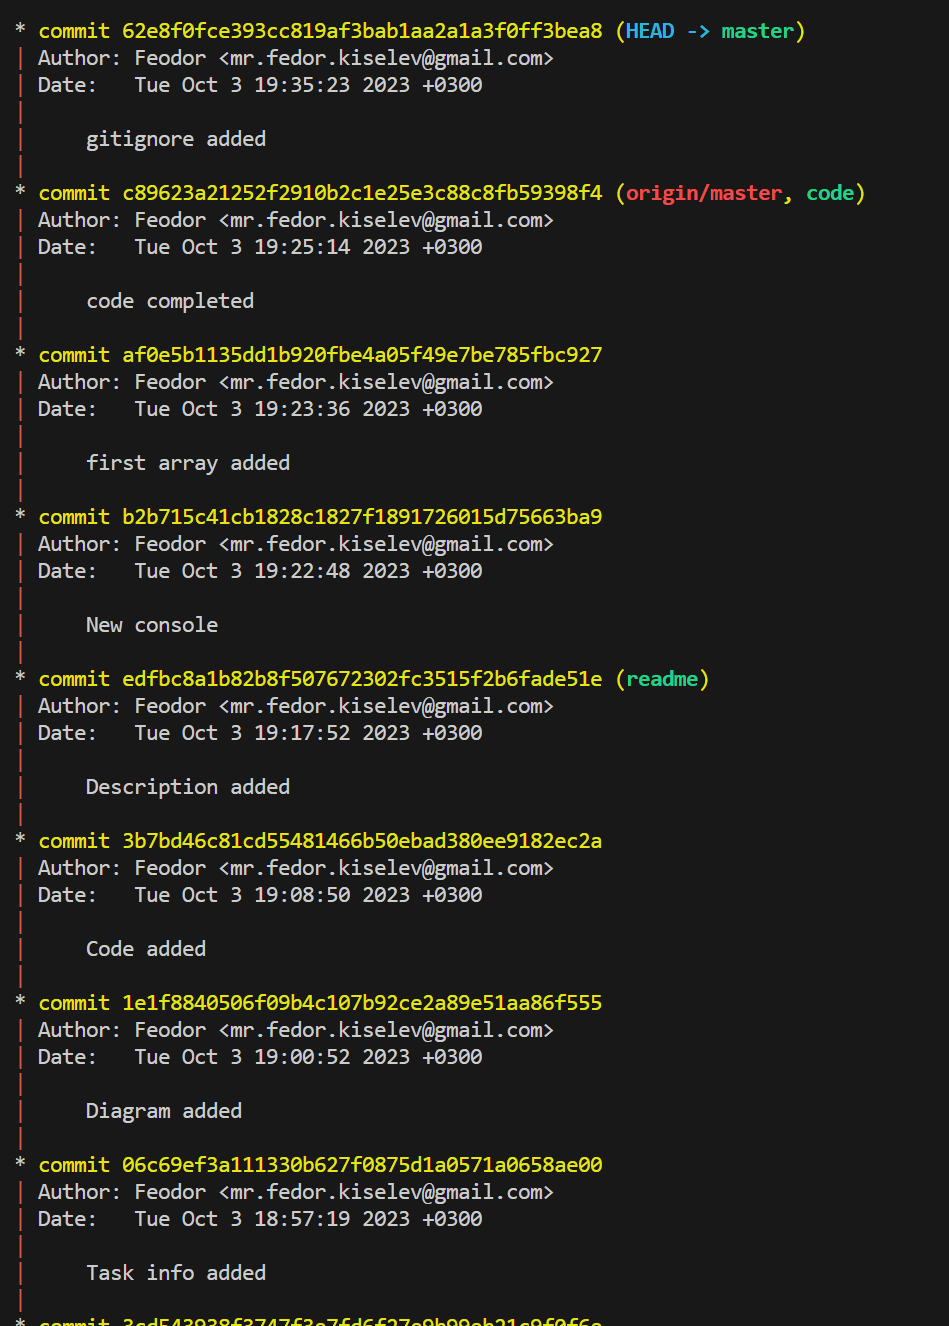 * commit 62e8f0fce393cc819af3bab1aa2a1a3f0ff3bea8 (HEAD -> master)
| Author: Feodor <mr.fedor.kiselev@gmail.com>
| Date:   Tue Oct 3 19:35:23 2023 +0300
|
|     gitignore added
|
* commit c89623a21252f2910b2c1e25e3c88c8fb59398f4 (origin/master, code)
| Author: Feodor <mr.fedor.kiselev@gmail.com>
| Date:   Tue Oct 3 19:25:14 2023 +0300
|
|     code completed
|
* commit af0e5b1135dd1b920fbe4a05f49e7be785fbc927
| Author: Feodor <mr.fedor.kiselev@gmail.com>
| Date:   Tue Oct 3 19:23:36 2023 +0300
|
|     first array added
|
* commit b2b715c41cb1828c1827f1891726015d75663ba9
| Author: Feodor <mr.fedor.kiselev@gmail.com>
| Date:   Tue Oct 3 19:22:48 2023 +0300
|
|     New console
|
* commit edfbc8a1b82b8f507672302fc3515f2b6fade51e (readme)
| Author: Feodor <mr.fedor.kiselev@gmail.com>
| Date:   Tue Oct 3 19:17:52 2023 +0300
|
|     Description added
|
* commit 3b7bd46c81cd55481466b50ebad380ee9182ec2a
| Author: Feodor <mr.fedor.kiselev@gmail.com>
| Date:   Tue Oct 3 19:08:50 2023 +0300
|
|     Code added
|
* commit 1e1f8840506f09b4c107b92ce2a89e51aa86f555
| Author: Feodor <mr.fedor.kiselev@gmail.com>
| Date:   Tue Oct 3 19:00:52 2023 +0300
|
|     Diagram added
|
* commit 06c69ef3a111330b627f0875d1a0571a0658ae00
| Author: Feodor <mr.fedor.kiselev@gmail.com>
| Date:   Tue Oct 3 18:57:19 2023 +0300
|
|     Task info added
|
* commit